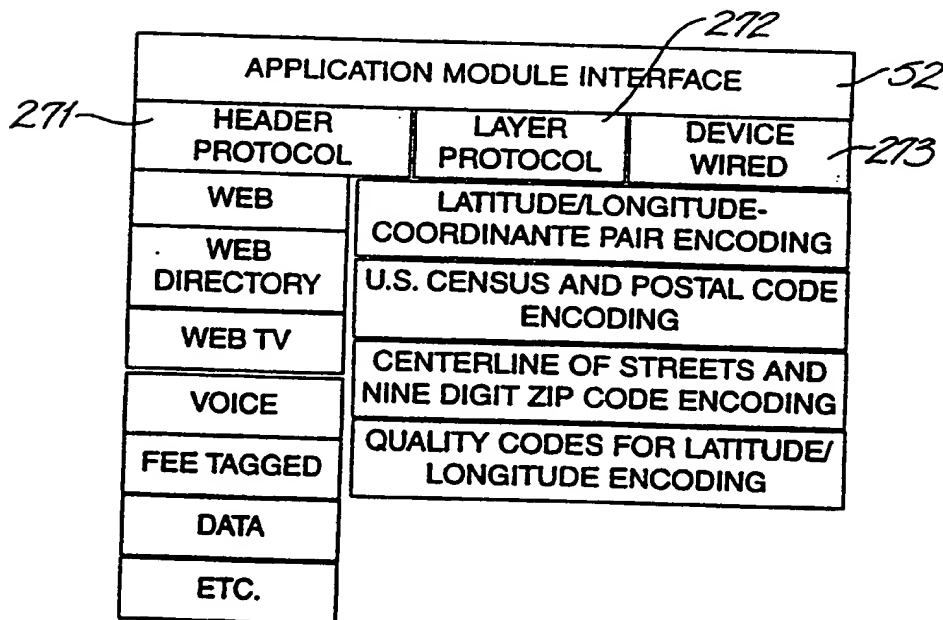 272
APPLICATION MODULE INTERFACE
52
271
HEADER
PROTOCOL
LAYER
PROTOCOL
DEVICE
WIRED
273
WEB
WEB
DIRECTORY
WEB TV
VOICE
FEE TAGGED
DATA
ETC.
LATITUDE/LONGITUDE-
COORDINANTE PAIR ENCODING
U.S. CENSUS AND POSTAL CODE
ENCODING
CENTERLINE OF STREETS AND
NINE DIGIT ZIP CODE ENCODING
QUALITY CODES FOR LATITUDE/
LONGITUDE ENCODING